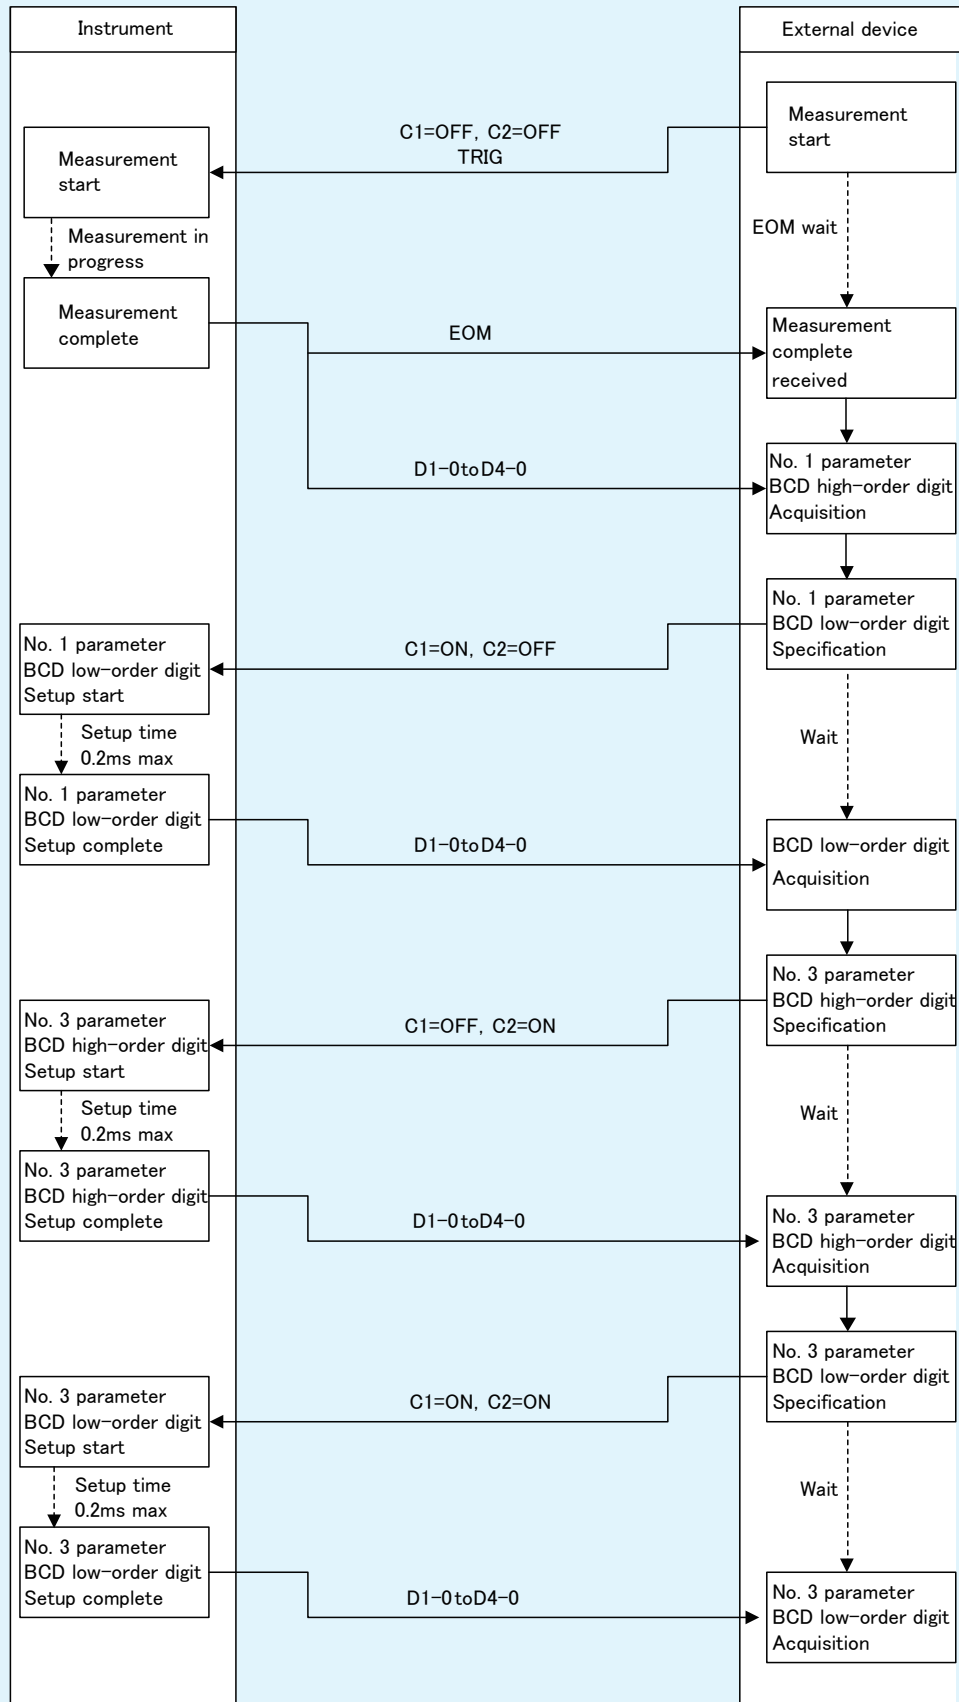 Instrument
External device
Measurement
start
C1=OFF, C2=OFF
TRIG
Measurement
start
EOM wait
Measurement in
progress
Measurement
complete
EOM
Measurement
complete
received
D1-0toD4-0
No. 1 parameter
BCD high-order digit
Acquisition
No. 1 parameter
BCD low-order digit
Specification
C1=ON, C2=OFF
No. 1 parameter
BCD low-order digit
Setup start
Setup time
0.2ms max
Wait
No. 1 parameter
BCD low-order digit
Setup complete
D1-0toD4-0
BCD low-order digit
Acquisition
No. 3 parameter
BCD high-order digit
Specification
C1=OFF, C2=ON
No. 3 parameter
BCD high-order digit
Setup start
Setup time
0.2ms max
Wait
No. 3 parameter
BCD high-order digit
Setup complete
D1-0toD4-0
No. 3 parameter
BCD high-order digit
Acquisition
No. 3 parameter
BCD low-order digit
Specification
C1=ON, C2=ON
No. 3 parameter
BCD low-order digit
Setup start
Setup time
0.2ms max
Wait
No. 3 parameter
BCD low-order digit
Setup complete
D1-0toD4-0
No. 3 parameter
BCD low-order digit
Acquisition